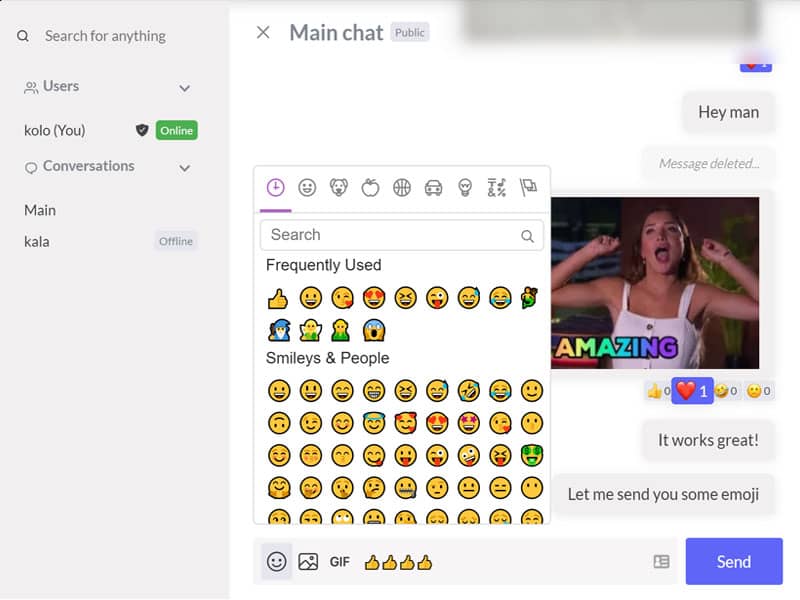 Search for anything
Users
kolo (You)
Online
Conversations
Main
kala
Offline
Main chat
Public
1
Hey man
Message deleted...
Search
Frequently Used
Smileys & People
AMAZING
0
1
0
0
It works great!
Let me send you some emoji
GIF
Send